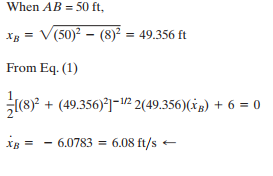 When AB = 50 ft,
x_B = √(50)² − (8)² = 49.356 ft
From Eq. (1)
1/2[(8)² + (49.356)²]^−1/2 2(49.356)(ẋ_B) + 6 = 0
ẋ_B = − 6.0783 = 6.08 ft/s ←